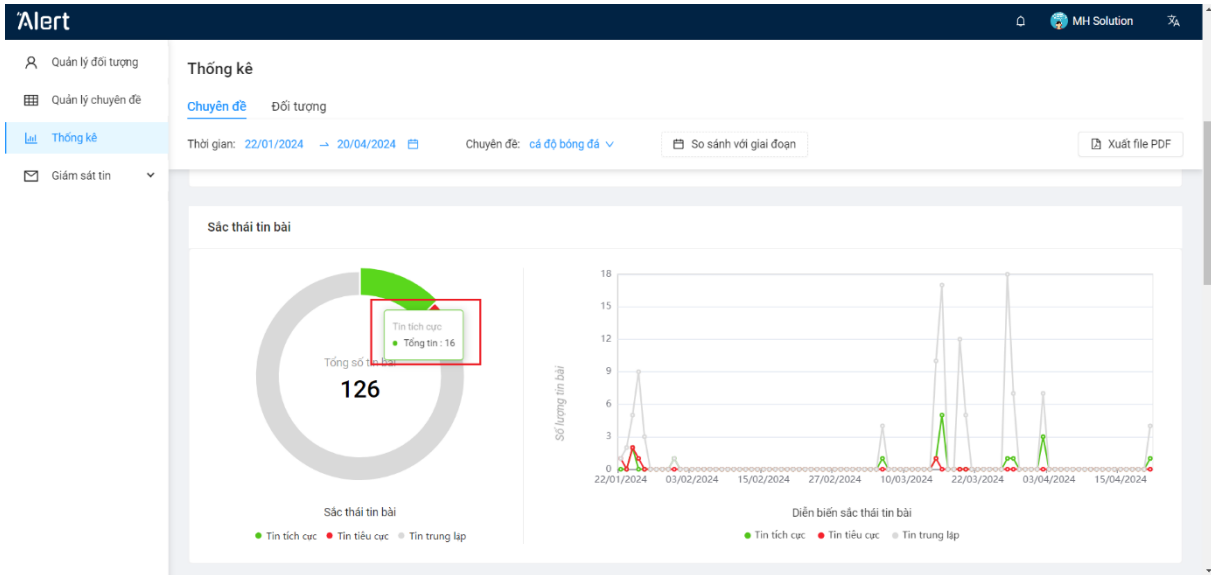 Alert
MH Solution
Quản lý đối tượng
Quản lý chuyên đề
Thống kê
Giám sát tin
Thống kê
Chuyên đề Đối tượng
Thời gian: 22/01/2024 → 20/04/2024 Chuyên đề: cá độ bóng đá So sánh với giai đoạn Xuất file PDF
Sắc thái tin bài
Tin tích cực
Tổng tin : 16
Tổng số tin bài
126
Sắc thái tin bài
Tin tích cực Tin tiêu cực Tin trung lập
Số lượng tin bài
18
15
12
9
6
3
0
22/01/2024 03/02/2024 15/02/2024 27/02/2024 10/03/2024 22/03/2024 03/04/2024 15/04/2024
Diễn biến sắc thái tin bài
Tin tích cực Tin tiêu cực Tin trung lập